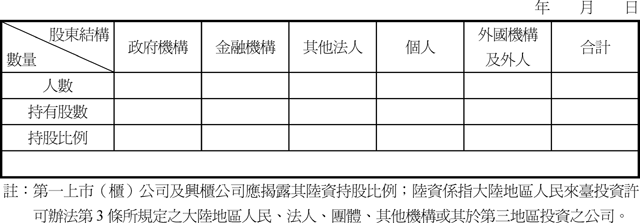 年 月 日
股東結構
數量
政府機構 金融機構 其他法人 個人 外國機構及外人 合計
人數
持有股數
持股比例
註：第一上市（櫃）公司及興櫃公司應揭露其陸資持股比例；陸資係指大陸地區人民來臺投資許
可辦法第 3 條所規定之大陸地區人民、法人、團體、其他機構或其於第三地區投資之公司。